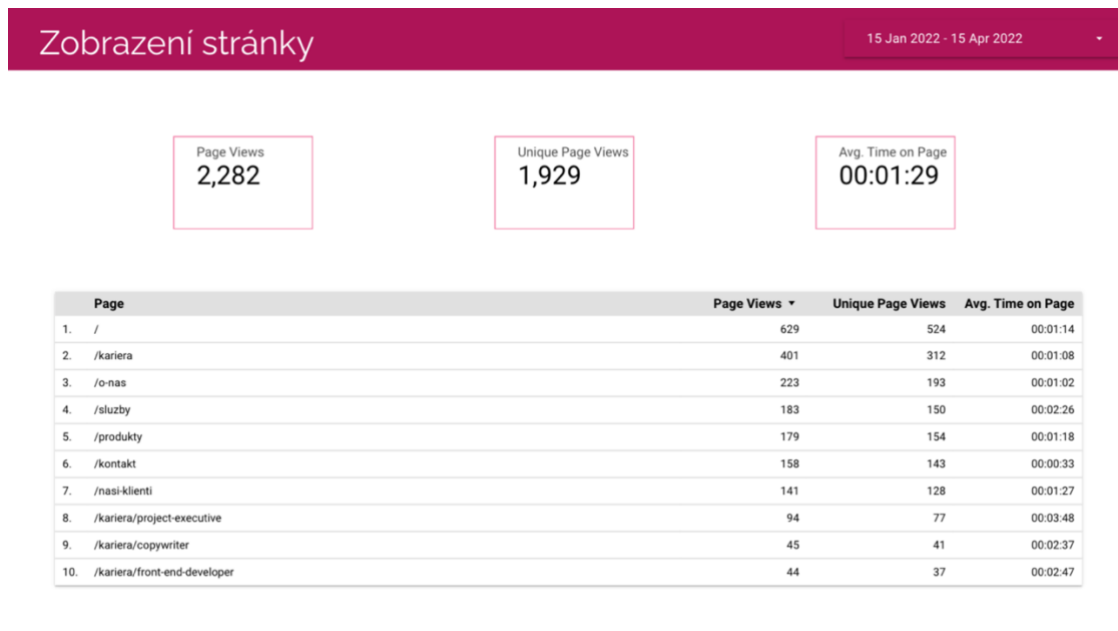 Zobrazení stránky
15 Jan 2022 - 15 Apr 2022
Page Views
2,282
Unique Page Views
1,929
Avg. Time on Page
00:01:29
Page Page Views Unique Page Views Avg. Time on Page
1. / 629 524 00:01:14
2. /kariera 401 312 00:01:08
3. /o-nas 223 193 00:01:02
4. /sluzby 183 150 00:02:26
5. /produkty 179 154 00:01:18
6. /kontakt 158 143 00:00:33
7. /nasi-klienti 141 128 00:01:27
8. /kariera/project-executive 94 77 00:03:48
9. /kariera/copywriter 45 41 00:02:37
10. /kariera/front-end-developer 44 37 00:02:47